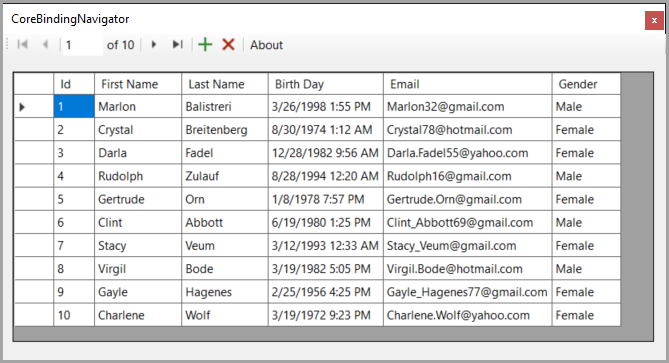 CoreBindingNavigator x
1 of 10 About
Id First Name Last Name Birth Day Email Gender
1 Marlon Balistreri 3/26/1998 1:55 PM Marlon32@gmail.com Male
2 Crystal Breitenberg 8/30/1974 1:12 AM Crystal78@hotmail.com Female
3 Darla Fadel 12/28/1982 9:56 AM Darla.Fadel55@yahoo.com Female
4 Rudolph Zulauf 8/28/1994 12:20 AM Rudolph16@gmail.com Male
5 Gertrude Orn 1/8/1978 7:57 PM Gertrude.Orn@gmail.com Female
6 Clint Abbott 6/19/1980 1:25 PM Clint_Abbott69@gmail.com Female
7 Stacy Veum 3/12/1993 12:33 AM Stacy_Veum@gmail.com Female
8 Virgil Bode 3/19/1982 5:05 PM Virgil.Bode@hotmail.com Male
9 Gayle Hagenes 2/25/1956 4:25 PM Gayle_Hagenes77@gmail.com Female
10 Charlene Wolf 3/19/1972 9:23 PM Charlene.Wolf@yahoo.com Female